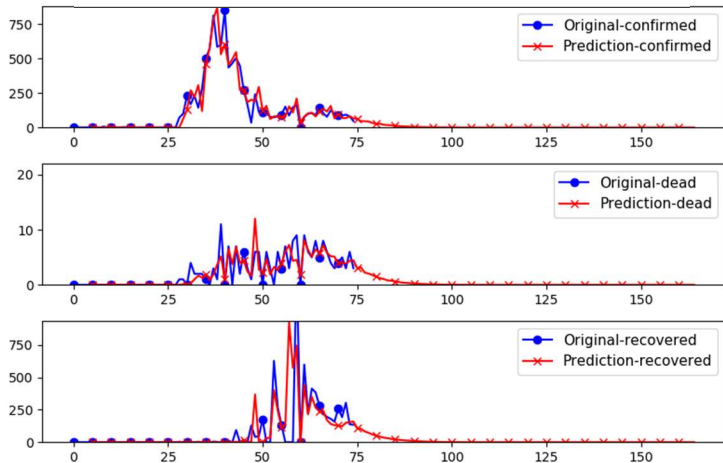 750
500
250
0
Original-confirmed
Prediction-confirmed
0 25 50 75 100 125 150
20
10
0
Original-dead
Prediction-dead
0 25 50 75 100 125 150
750
500
250
0
Original-recovered
Prediction-recovered
0 25 50 75 100 125 150